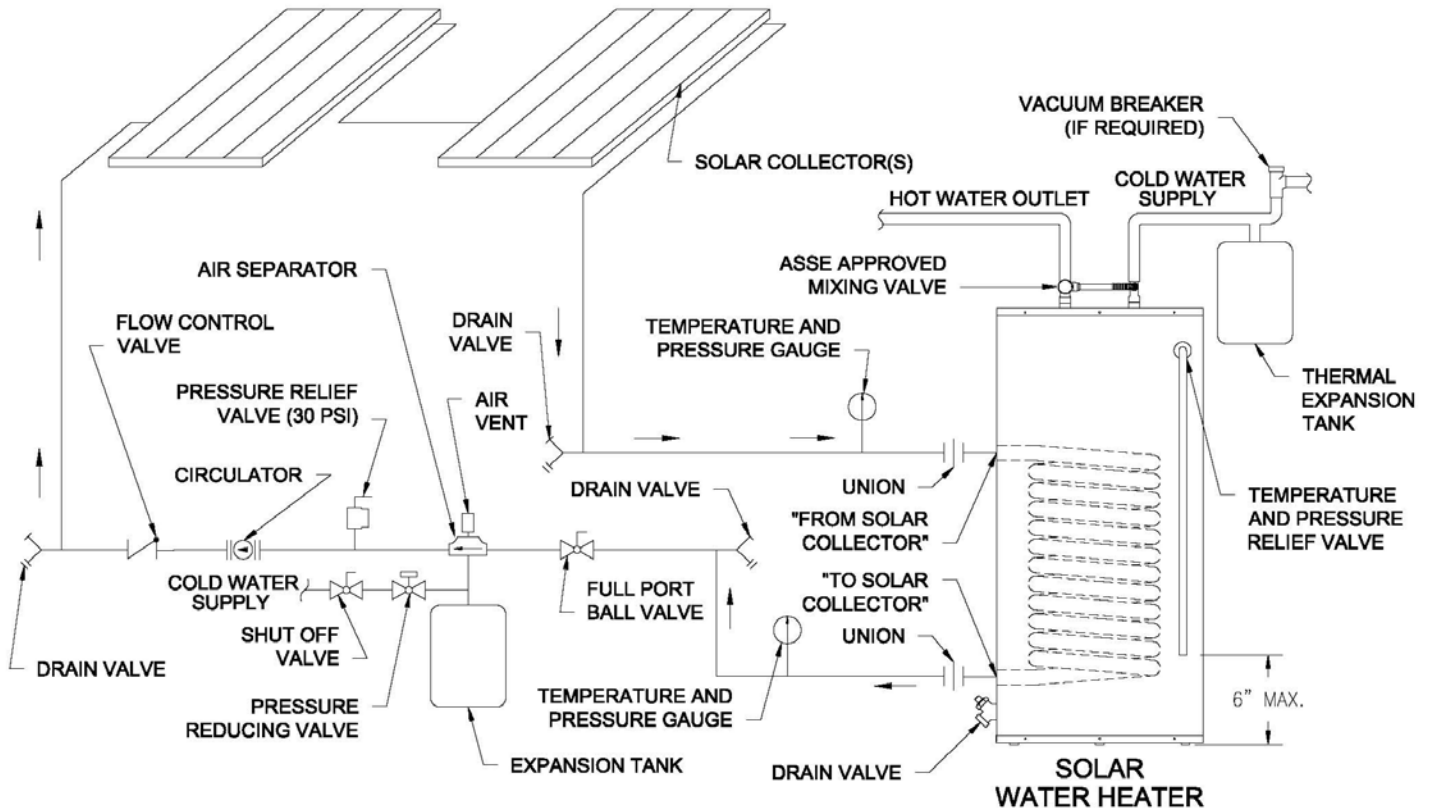 VACUUM BREAKER
(IF REQUIRED)
SOLAR COLLECTOR(S)
HOT WATER OUTLET
COLD WATER
SUPPLY
AIR SEPARATOR
ASSE APPROVED
MIXING VALVE
FLOW CONTROL
VALVE
DRAIN
VALVE
TEMPERATURE AND
PRESSURE GAUGE
PRESSURE RELIEF
VALVE (30 PSI)
AIR
VENT
THERMAL
EXPANSION
TANK
CIRCULATOR
DRAIN VALVE
UNION
"FROM SOLAR
COLLECTOR"
TEMPERATURE
AND PRESSURE
RELIEF VALVE
COLD WATER
SUPPLY
FULL PORT
BALL VALVE
"TO SOLAR
COLLECTOR"
SHUT OFF
VALVE
UNION
DRAIN VALVE
PRESSURE
REDUCING VALVE
TEMPERATURE AND
PRESSURE GAUGE
6" MAX.
EXPANSION TANK
DRAIN VALVE
SOLAR
WATER HEATER